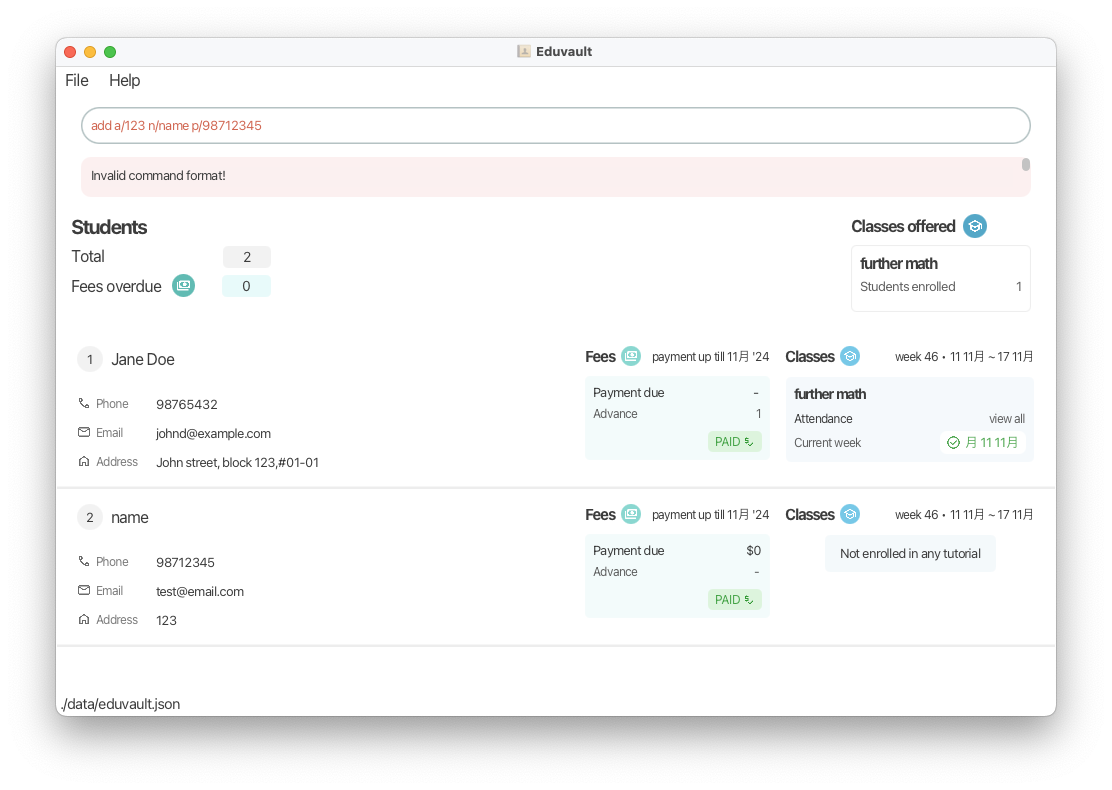 Eduvault
File Help
add a/123 n/name p/98712345
Invalid command format!
Students
Total 2
Fees overdue 0
Classes offered
further math
Students enrolled 1
1 Jane Doe
Phone 98765432
Email johnd@example.com
Address John street, block 123,#01-01
Fees payment up till 11月 '24
Payment due -
Advance 1
PAID
Classes week 46 • 11 11月 ~ 17 11月
further math
Attendance view all
Current week 月 11 11月
2 name
Phone 98712345
Email test@email.com
Address 123
Fees payment up till 11月 '24
Payment due $0
Advance -
PAID
Classes week 46 • 11 11月 ~ 17 11月
Not enrolled in any tutorial
./data/eduvault.json